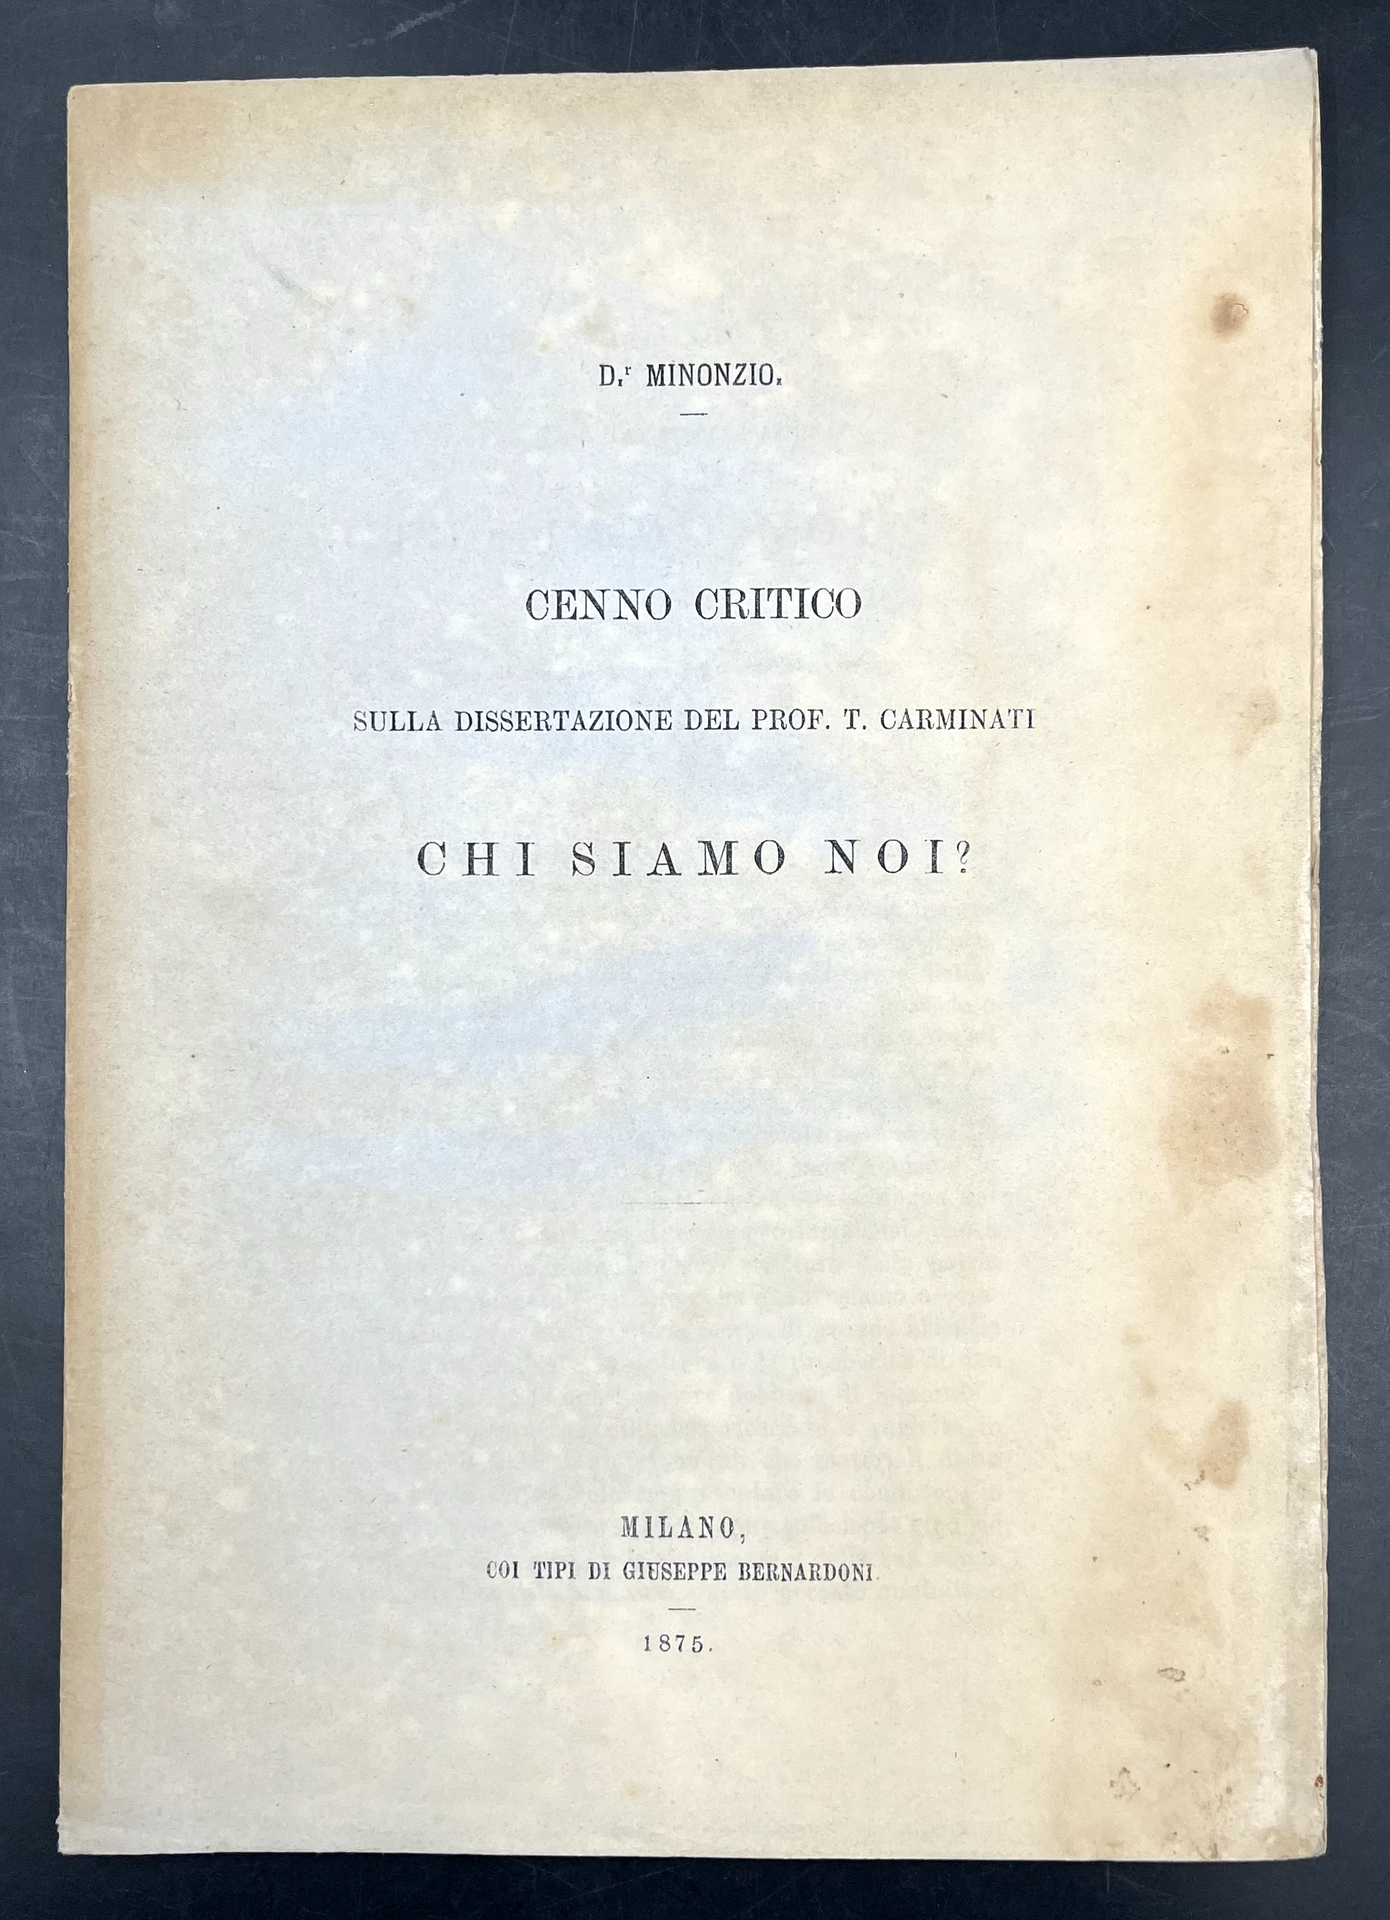 D.r MINONZIO.
CENNO CRITICO
SULLA DISSERTAZIONE DEL PROF. T. CARMINATI
CHI SIAMO NOI?
MILANO,
COI TIPI DI GIUSEPPE BERNARDONI.
1875.